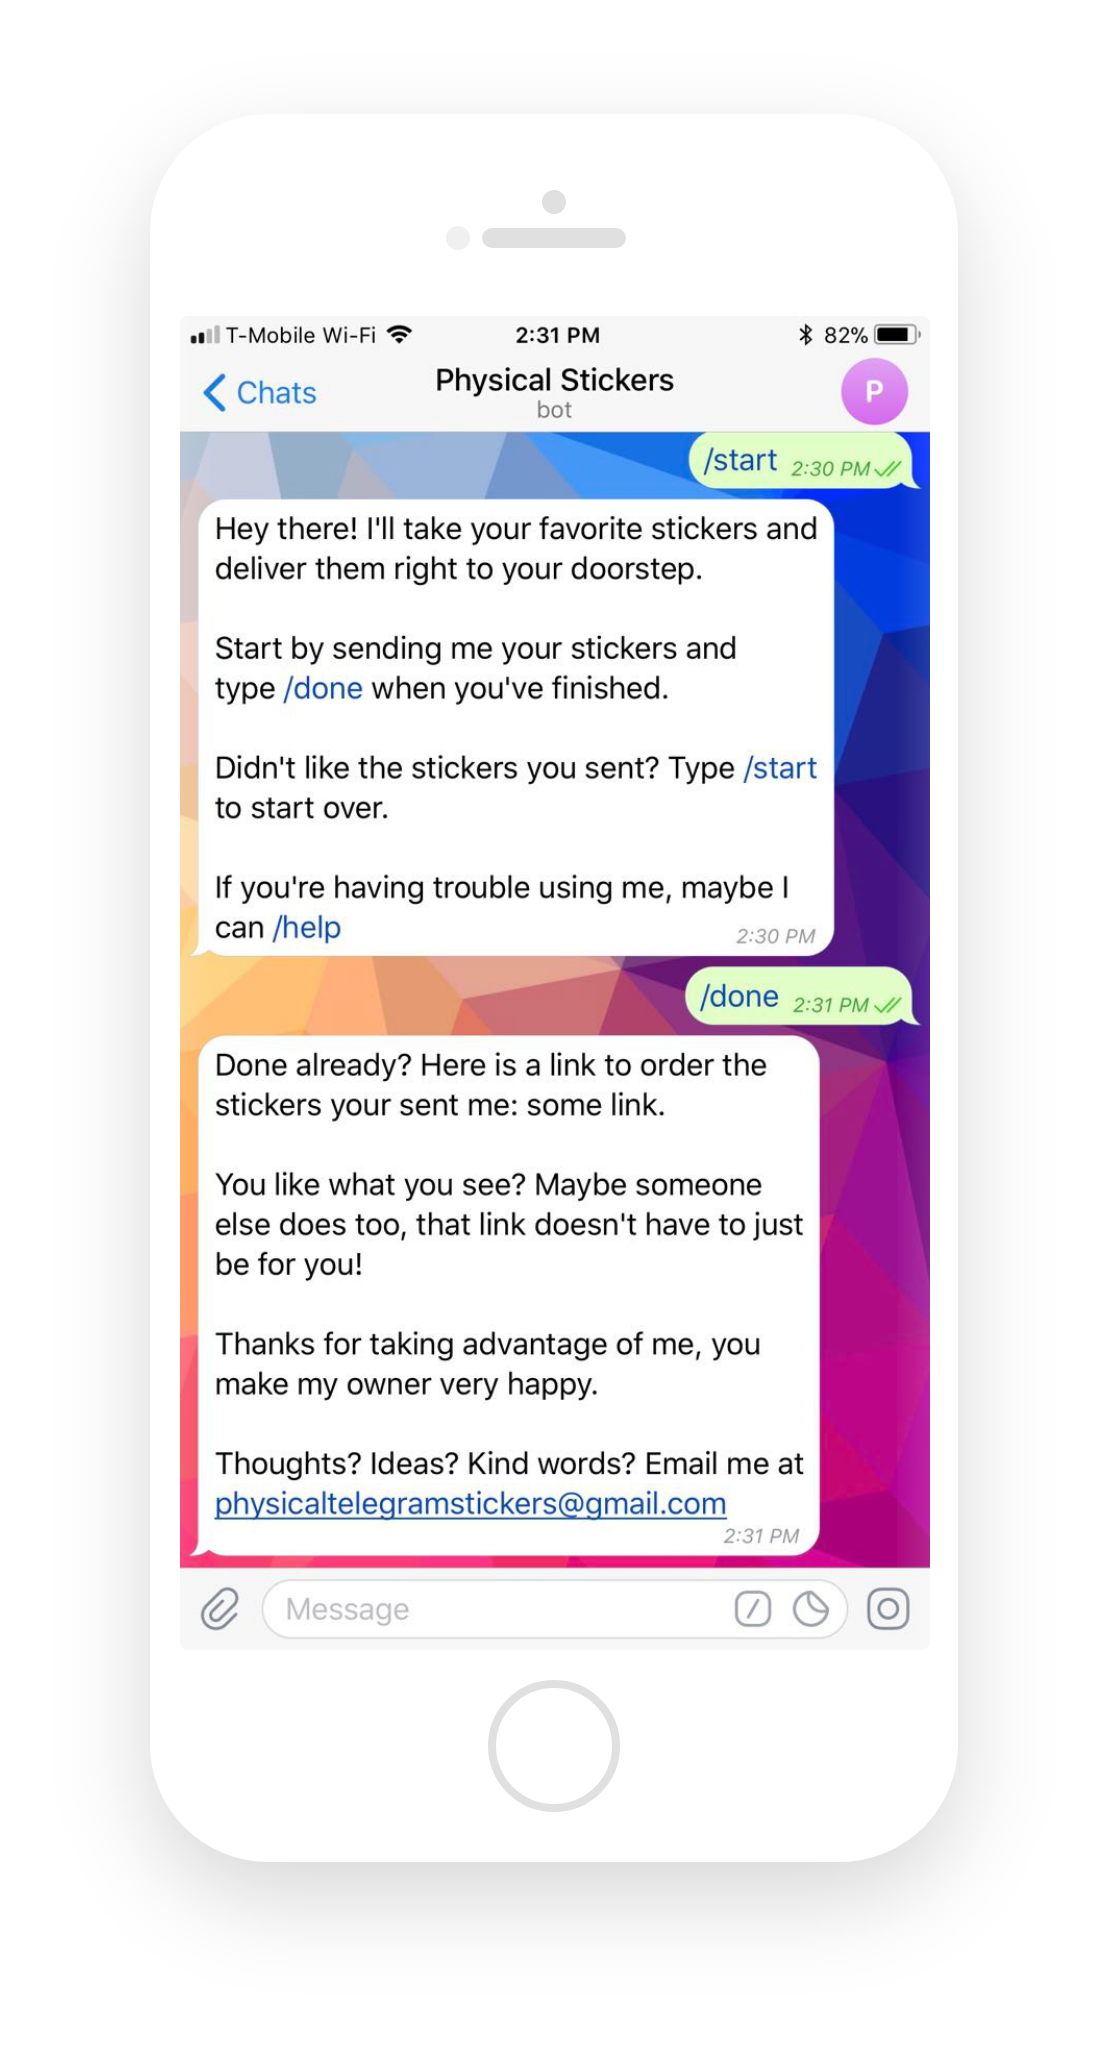 T-Mobile Wi-Fi 2:31 PM 82%
Chats
Physical Stickers
bot
P
/start 2:30 PM
Hey there! I'll take your favorite stickers and
deliver them right to your doorstep.
Start by sending me your stickers and
type /done when you've finished.
Didn't like the stickers you sent? Type /start
to start over.
If you're having trouble using me, maybe I
can /help
2:30 PM
/done 2:31 PM
Done already? Here is a link to order the
stickers your sent me: some link.
You like what you see? Maybe someone
else does too, that link doesn't have to just
be for you!
Thanks for taking advantage of me, you
make my owner very happy.
Thoughts? Ideas? Kind words? Email me at
physicaltelegramstickers@gmail.com
2:31 PM
Message